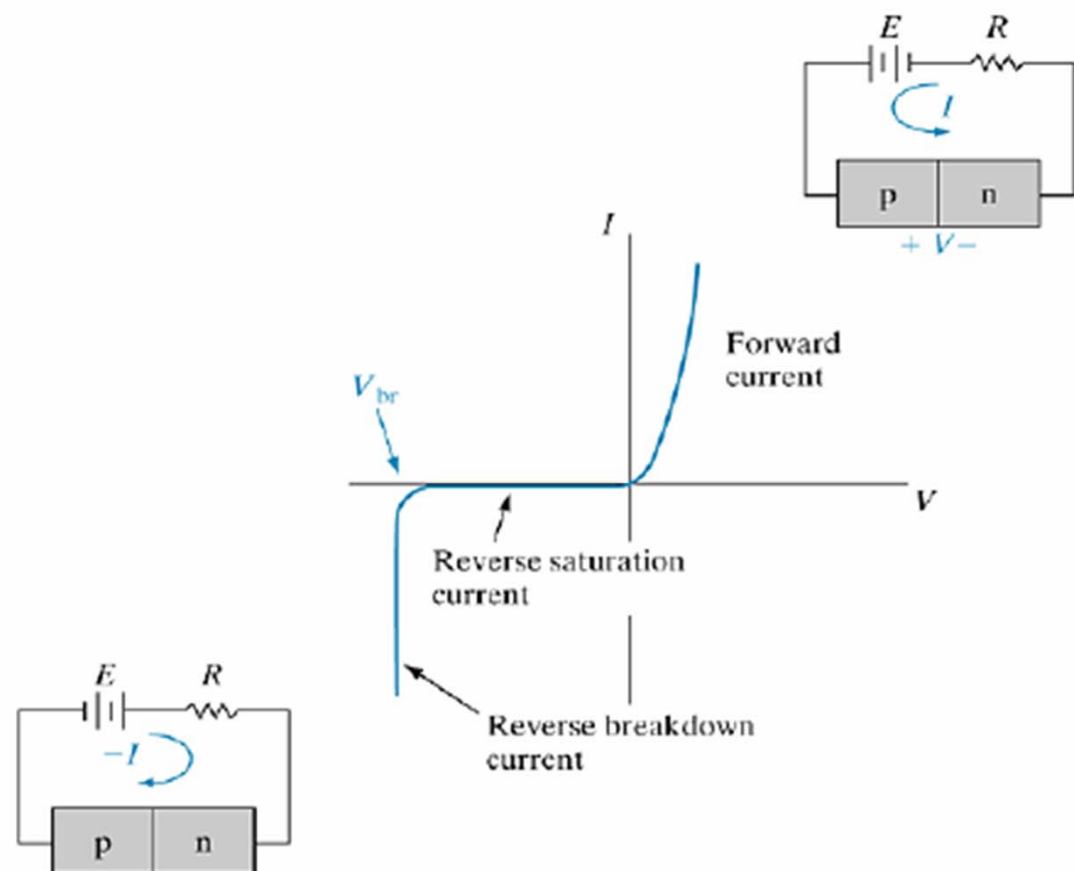 E R
I
p n
+ V −
I
Forward
current
V_br
V
Reverse saturation
current
E R
−I
Reverse breakdown
current
p n